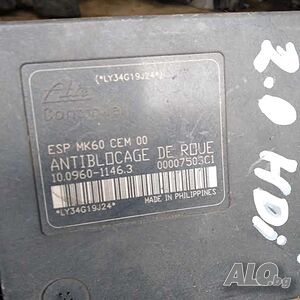 (*LY34G19J24*)
Ate
Continental
ESP MK60 CEM 00
ANTIBLOCAGE DE ROUE
10.0960-1146.3 00007503C1
*LY34G19J24* MADE IN PHILIPPINES
2.0 HDi
ALO.bg